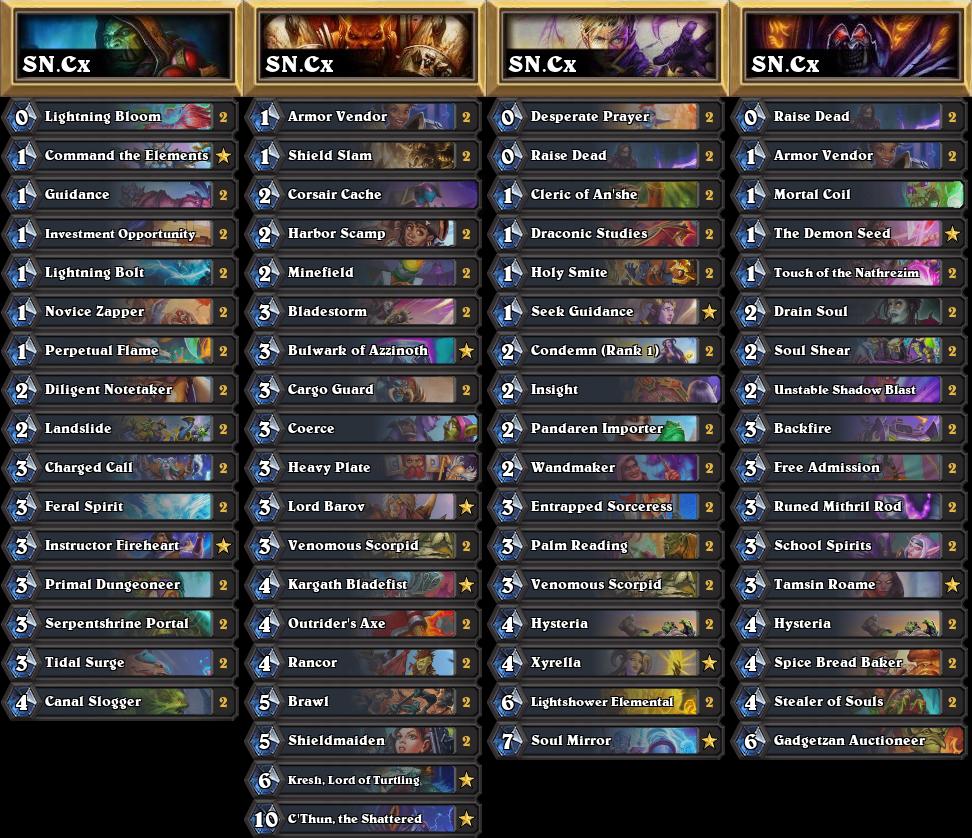 SN.Cx
0 Lightning Bloom 2
1 Command the Elements
1 Guidance 2
1 Investment Opportunity 2
1 Lightning Bolt 2
1 Novice Zapper 2
1 Perpetual Flame 2
2 Diligent Notetaker 2
2 Landslide 2
3 Charged Call 2
3 Feral Spirit 2
3 Instructor Fireheart
3 Primal Dungeoneer 2
3 Serpentshrine Portal 2
3 Tidal Surge 2
4 Canal Slogger 2
SN.Cx
1 Armor Vendor 2
1 Shield Slam 2
2 Corsair Cache
2 Harbor Scamp 2
2 Minefield 2
3 Bladestorm 2
3 Bulwark of Azzinoth
3 Cargo Guard 2
3 Coerce
3 Heavy Plate
3 Lord Barov
3 Venomous Scorpid 2
4 Kargath Bladefist
4 Outrider's Axe 2
4 Rancor 2
5 Brawl 2
5 Shieldmaiden 2
6 Kresh, Lord of Turtling
10 C'Thun, the Shattered
SN.Cx
0 Desperate Prayer 2
0 Raise Dead 2
1 Cleric of An'she 2
1 Draconic Studies 2
1 Holy Smite 2
1 Seek Guidance
2 Condemn (Rank 1) 2
2 Insight
2 Pandaren Importer 2
2 Wandmaker 2
3 Entrapped Sorceress 2
3 Palm Reading 2
3 Venomous Scorpid 2
4 Hysteria 2
4 Xyrella
6 Lightshower Elemental 2
7 Soul Mirror
SN.Cx
0 Raise Dead 2
1 Armor Vendor 2
1 Mortal Coil
1 The Demon Seed
1 Touch of the Nathrezim 2
2 Drain Soul 2
2 Soul Shear 2
2 Unstable Shadow Blast 2
3 Backfire 2
3 Free Admission 2
3 Runed Mithril Rod 2
3 School Spirits 2
3 Tamsin Roame
4 Hysteria 2
4 Spice Bread Baker 2
4 Stealer of Souls 2
6 Gadgetzan Auctioneer